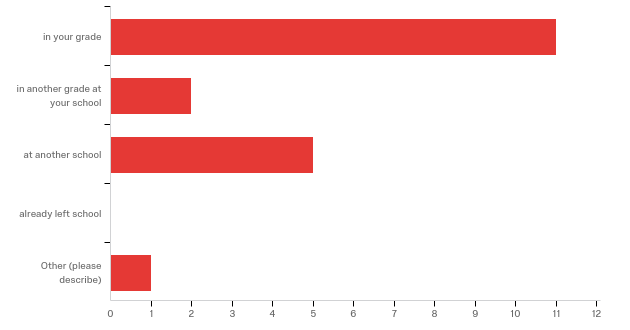 in your grade
in another grade at
your school
at another school
already left school
Other (please
describe)
0 1 2 3 4 5 6 7 8 9 10 11 12